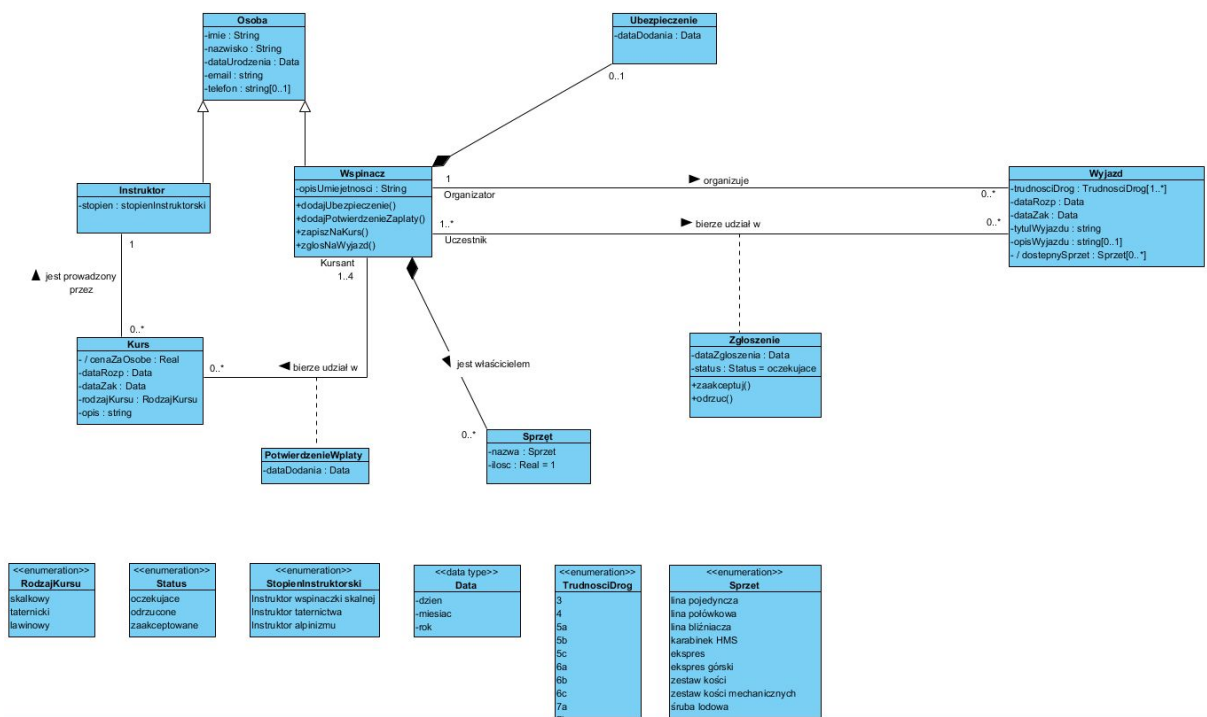 Osoba
-imie : String
-nazwisko : String
-dataUrodzenia : Data
-email : string
-telefon : string[0..1]
Ubezpieczenie
-dataDodania : Data
0..1
Instruktor
-stopien : stopienInstruktorski
1
Wspinacz
-opisUmiejetnosci : String
+dodajUbezpieczenie()
+dodajPotwierdzenieZaplaty()
+zapiszNaKurs()
+zglosNaWyjazd()
1
Organizator
organizuje
0..*
1..*
Uczestnik
bierze udział w
0..*
Wyjazd
-trudnosciDrog : TrudnosciDrog[1..*]
-dataRozp : Data
-dataZak : Data
-tytulWyjazdu : string
-opisWyjazdu : string[0..1]
- / dostepnySprzet : Sprzet[0..*]
Kursant
1..4
jest prowadzony
przez
0..*
Kurs
- / cenaZaOsobe : Real
-dataRozp : Data
-dataZak : Data
-rodzajKursu : RodzajKursu
-opis : string
0..*
bierze udział w
jest właścicielem
Zgłoszenie
-dataZgloszenia : Data
-status : Status = oczekujace
+zaakceptuj()
+odrzuc()
PotwierdzenieWplaty
-dataDodania : Data
0..*
Sprzęt
-nazwa : Sprzet
-ilosc : Real = 1
<<enumeration>>
RodzajKursu
skalkowy
taternicki
lawinowy
<<enumeration>>
Status
oczekujace
odrzucone
zaakceptowane
<<enumeration>>
StopienInstruktorski
Instruktor wspinaczki skalnej
Instruktor taternictwa
Instruktor alpinizmu
<<data type>>
Data
-dzien
-miesiac
-rok
<<enumeration>>
TrudnosciDrog
3
4
5a
5b
5c
6a
6b
6c
7a
<<enumeration>>
Sprzet
lina pojedyncza
lina połówkowa
lina bliźniacza
karabinek HMS
ekspres
ekspres górski
zestaw kości
zestaw kości mechanicznych
śruba lodowa